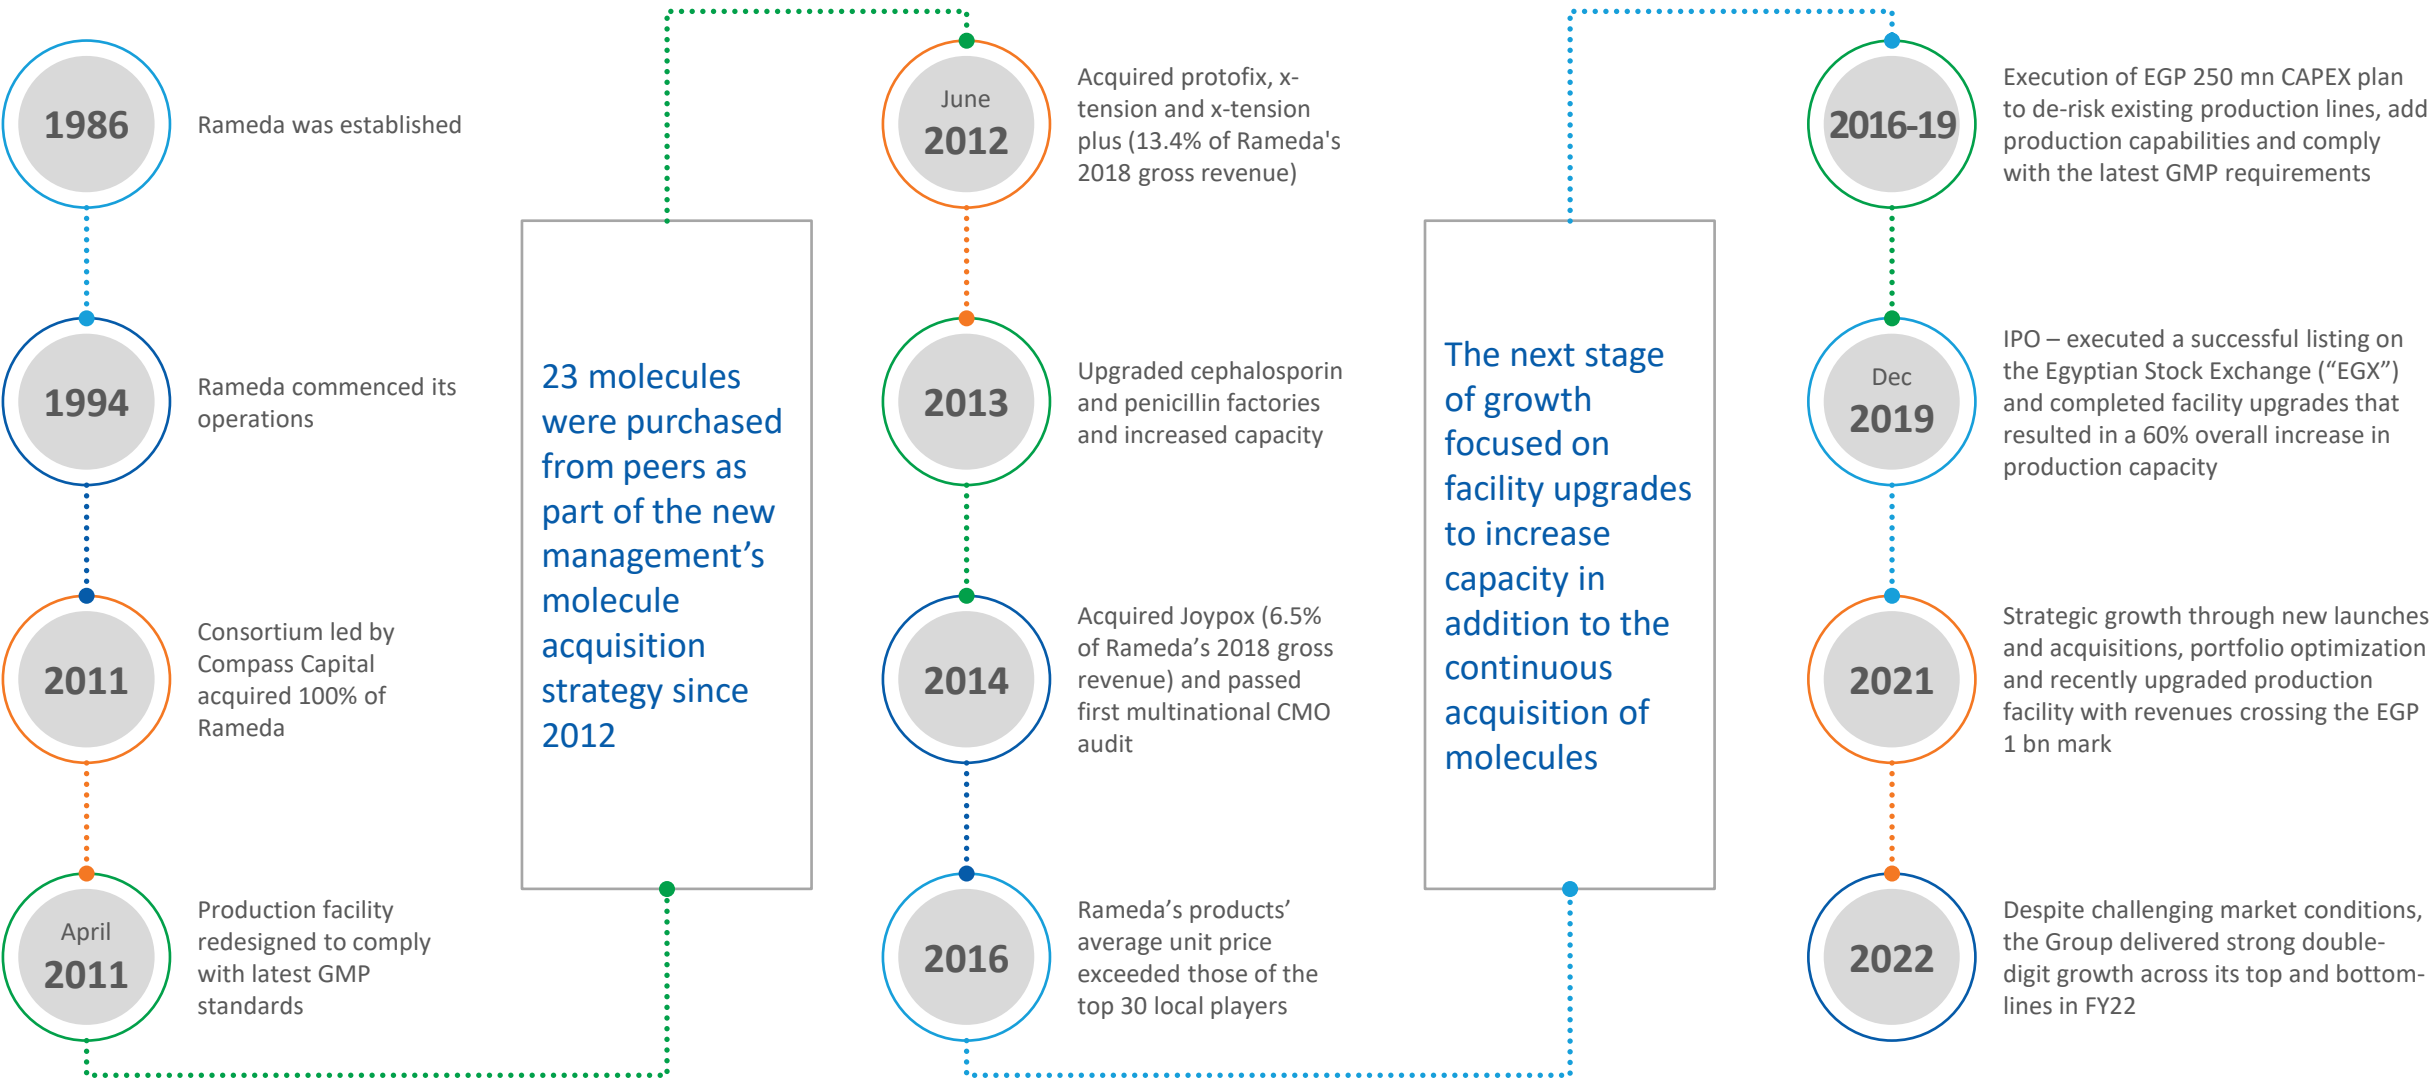 1986
Rameda was established
1994
Rameda commenced its
operations
2011
Consortium led by
Compass Capital
acquired 100% of
Rameda
April
2011
Production facility
redesigned to comply
with latest GMP
standards
23 molecules
were purchased
from peers as
part of the new
management’s
molecule
acquisition
strategy since
2012
June
2012
Acquired protofix, x-
tension and x-tension
plus (13.4% of Rameda's
2018 gross revenue)
2013
Upgraded cephalosporin
and penicillin factories
and increased capacity
2014
Acquired Joypox (6.5%
of Rameda’s 2018 gross
revenue) and passed
first multinational CMO
audit
2016
Rameda’s products’
average unit price
exceeded those of the
top 30 local players
The next stage
of growth
focused on
facility upgrades
to increase
capacity in
addition to the
continuous
acquisition of
molecules
2016-19
Execution of EGP 250 mn CAPEX plan
to de-risk existing production lines, add
production capabilities and comply
with the latest GMP requirements
Dec
2019
IPO – executed a successful listing on
the Egyptian Stock Exchange (“EGX”)
and completed facility upgrades that
resulted in a 60% overall increase in
production capacity
2021
Strategic growth through new launches
and acquisitions, portfolio optimization
and recently upgraded production
facility with revenues crossing the EGP
1 bn mark
2022
Despite challenging market conditions,
the Group delivered strong double-
digit growth across its top and bottom-
lines in FY22